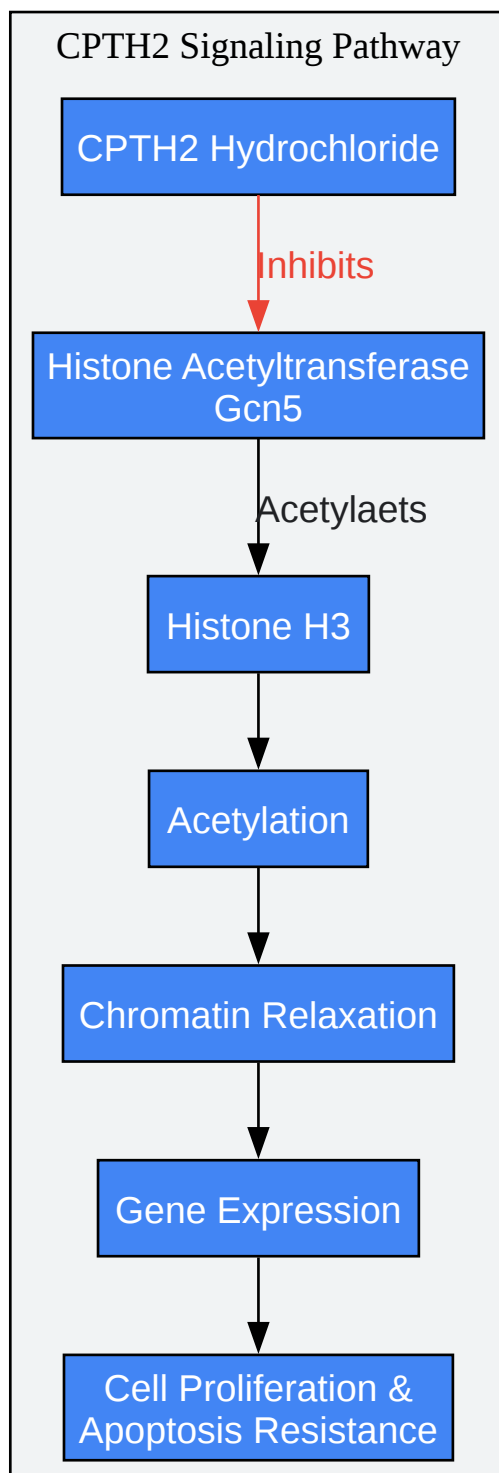 CPTH2 Signaling Pathway
CPTH2 Hydrochloride
Inhibits
Histone Acetyltransferase
Gcn5
Acetylaets
Histone H3
Acetylation
Chromatin Relaxation
Gene Expression
Cell Proliferation &
Apoptosis Resistance